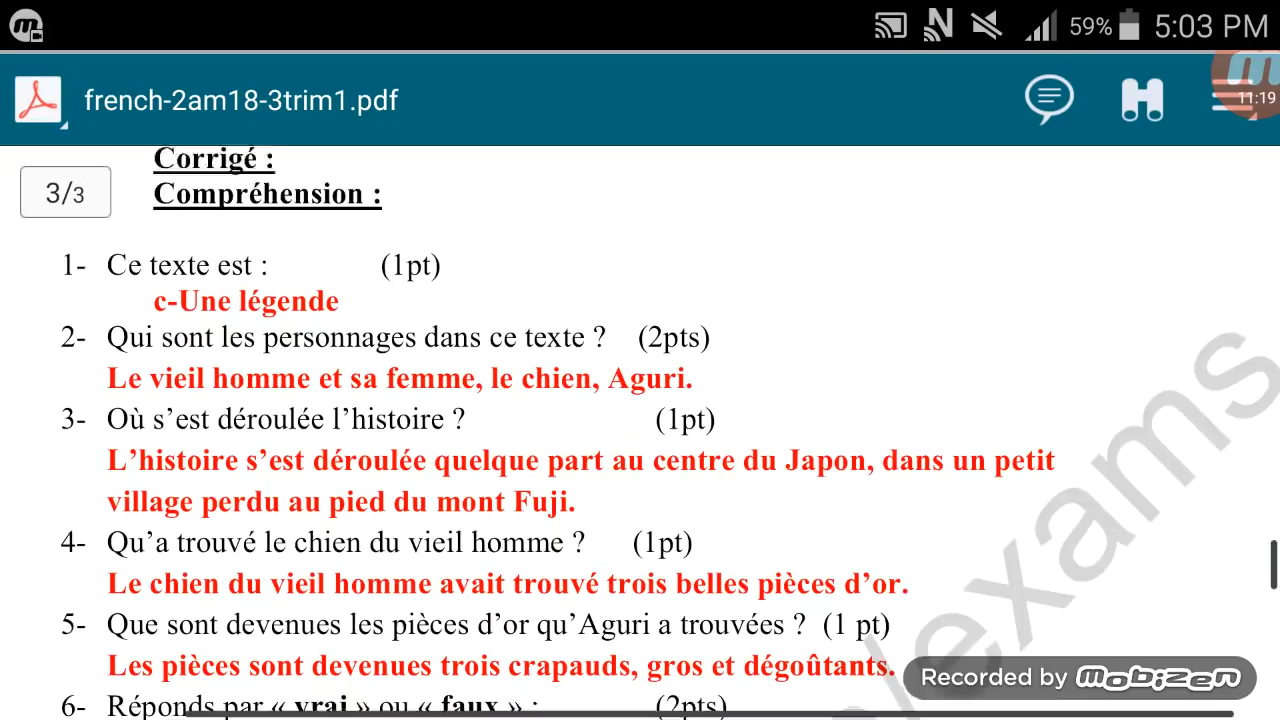 59% 5:03 PM
french-2am18-3trim1.pdf
11:19
Corrigé :
3/3
Compréhension :
1- Ce texte est : (1pt)
c-Une légende
2- Qui sont les personnages dans ce texte ? (2pts)
Le vieil homme et sa femme, le chien, Aguri.
3- Où s’est déroulée l’histoire ? (1pt)
L’histoire s’est déroulée quelque part au centre du Japon, dans un petit
village perdu au pied du mont Fuji.
4- Qu’a trouvé le chien du vieil homme ? (1pt)
Le chien du vieil homme avait trouvé trois belles pièces d’or.
5- Que sont devenues les pièces d’or qu’Aguri a trouvées ? (1 pt)
Les pièces sont devenues trois crapauds, gros et dégoûtants.
6- Réponds par « vrai » ou « faux » : (2pts)
/exams
Recorded by mobizen